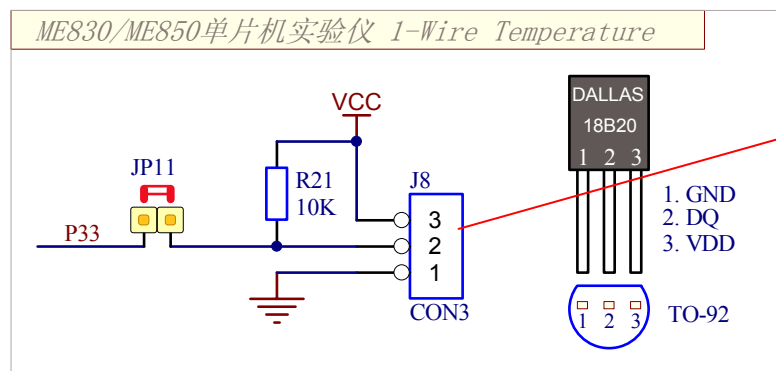 ME830/ME850单片机实验仪 1-Wire Temperature
VCC
JP11
P33
R21
10K
J8
3
2
1
CON3
DALLAS
18B20
1 2 3
1. GND
2. DQ
3. VDD
1 2 3
TO-92